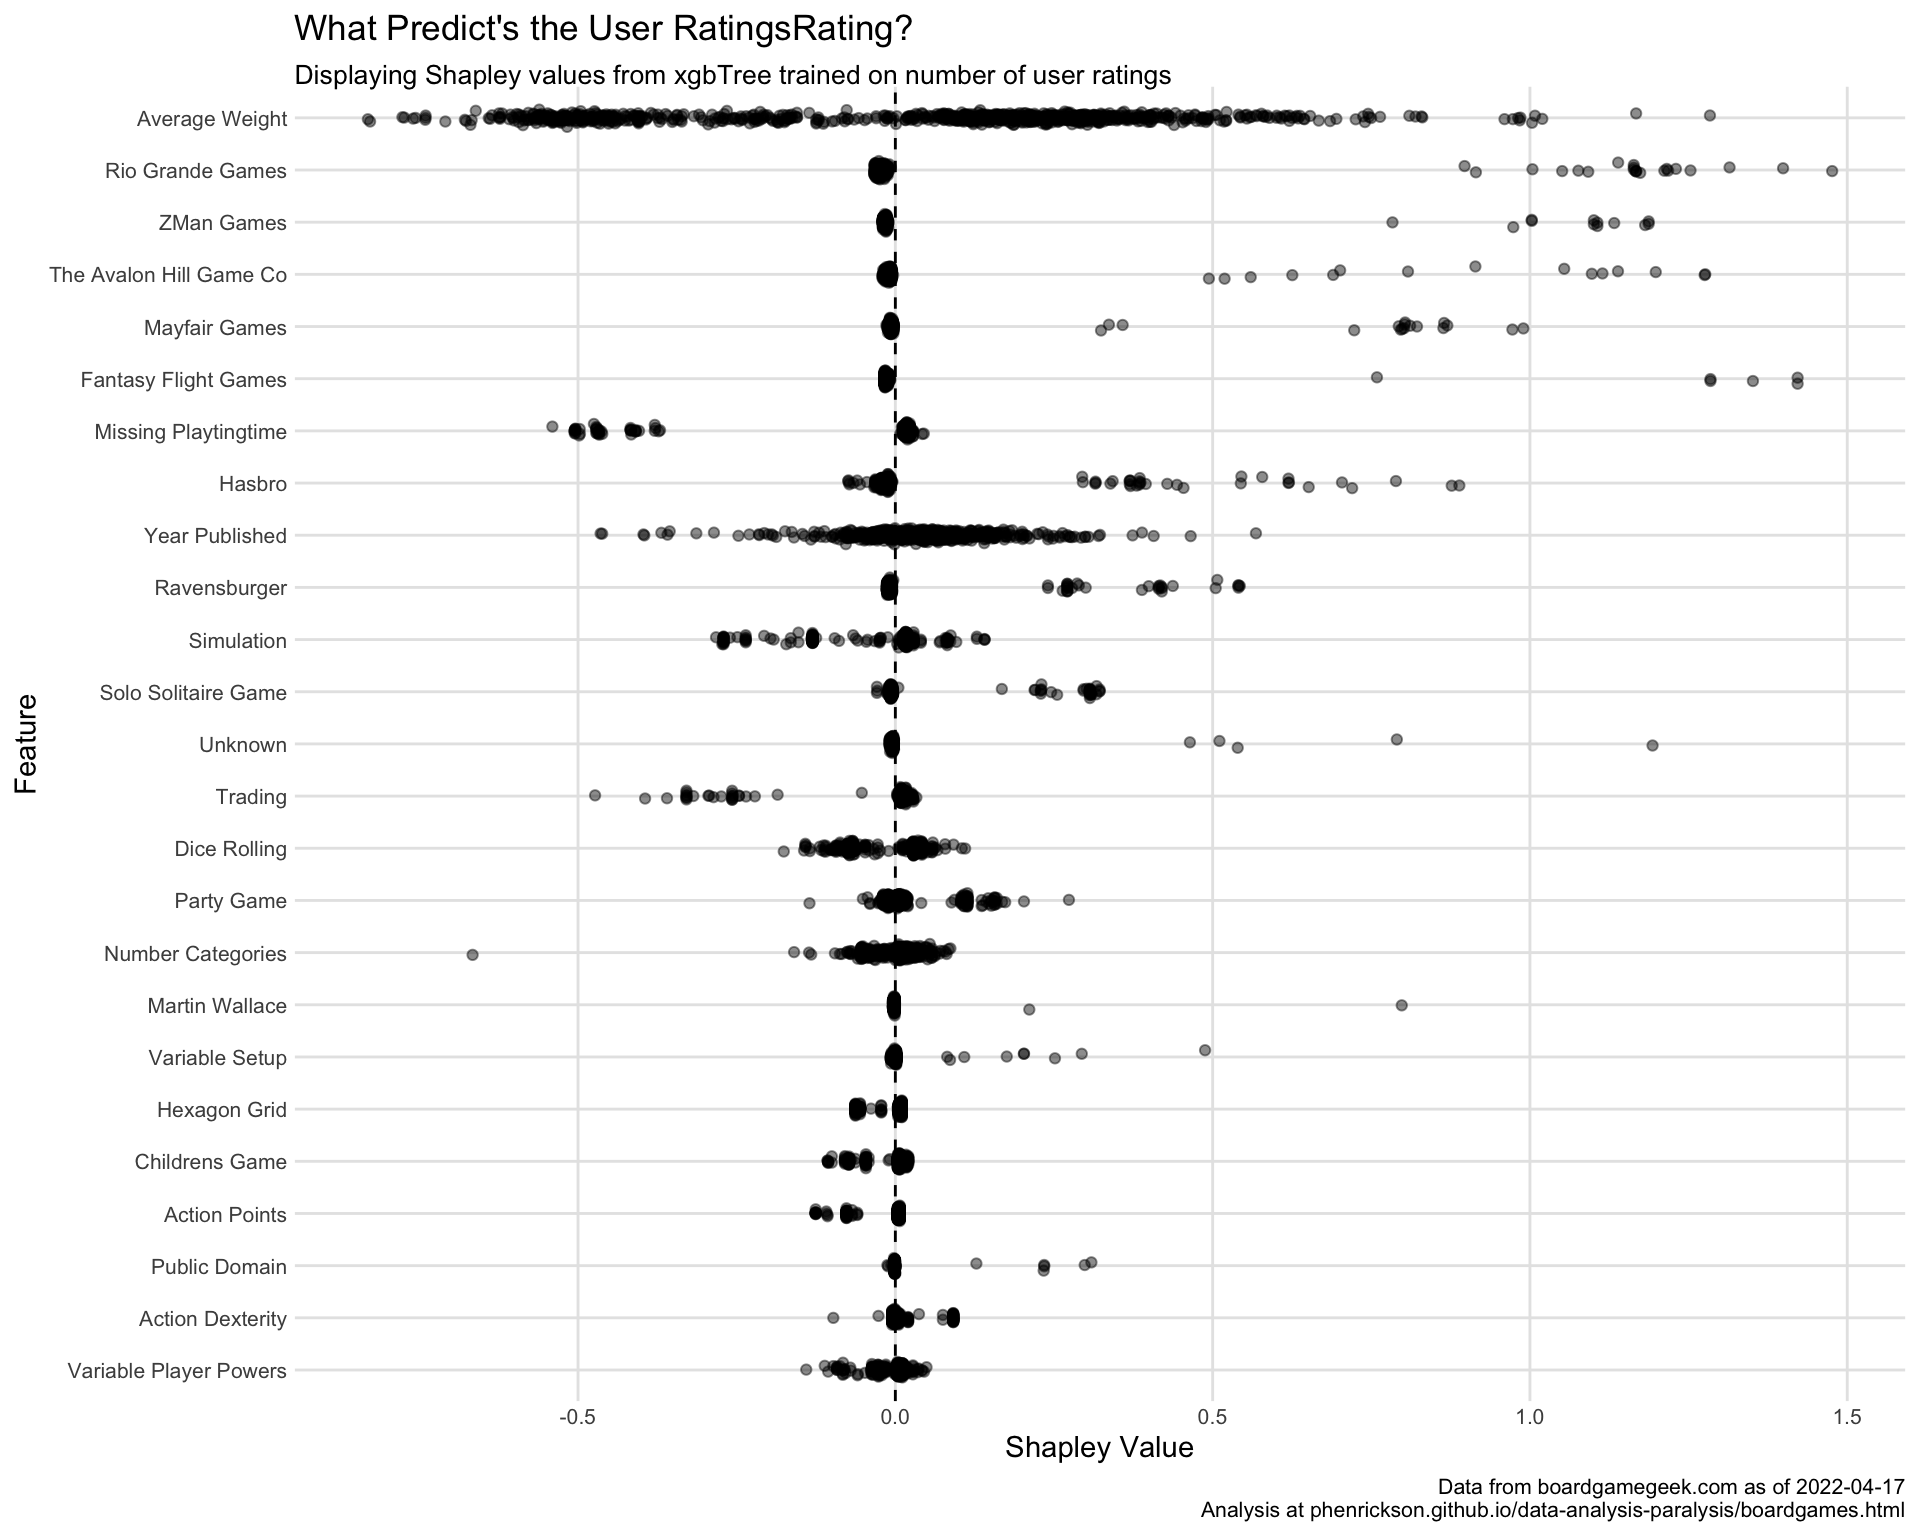 What Predict's the User RatingsRating?
Displaying Shapley values from xgbTree trained on number of user ratings
Average Weight
Rio Grande Games
ZMan Games
The Avalon Hill Game Co
Mayfair Games
Fantasy Flight Games
Missing Playtingtime
Hasbro
Year Published
Ravensburger
Simulation
Solo Solitaire Game
Unknown
Trading
Dice Rolling
Party Game
Number Categories
Martin Wallace
Variable Setup
Hexagon Grid
Childrens Game
Action Points
Public Domain
Action Dexterity
Variable Player Powers
Feature
-0.5 0.0 0.5 1.0 1.5
Shapley Value
Data from boardgamegeek.com as of 2022-04-17
Analysis at phenrickson.github.io/data-analysis-paralysis/boardgames.html